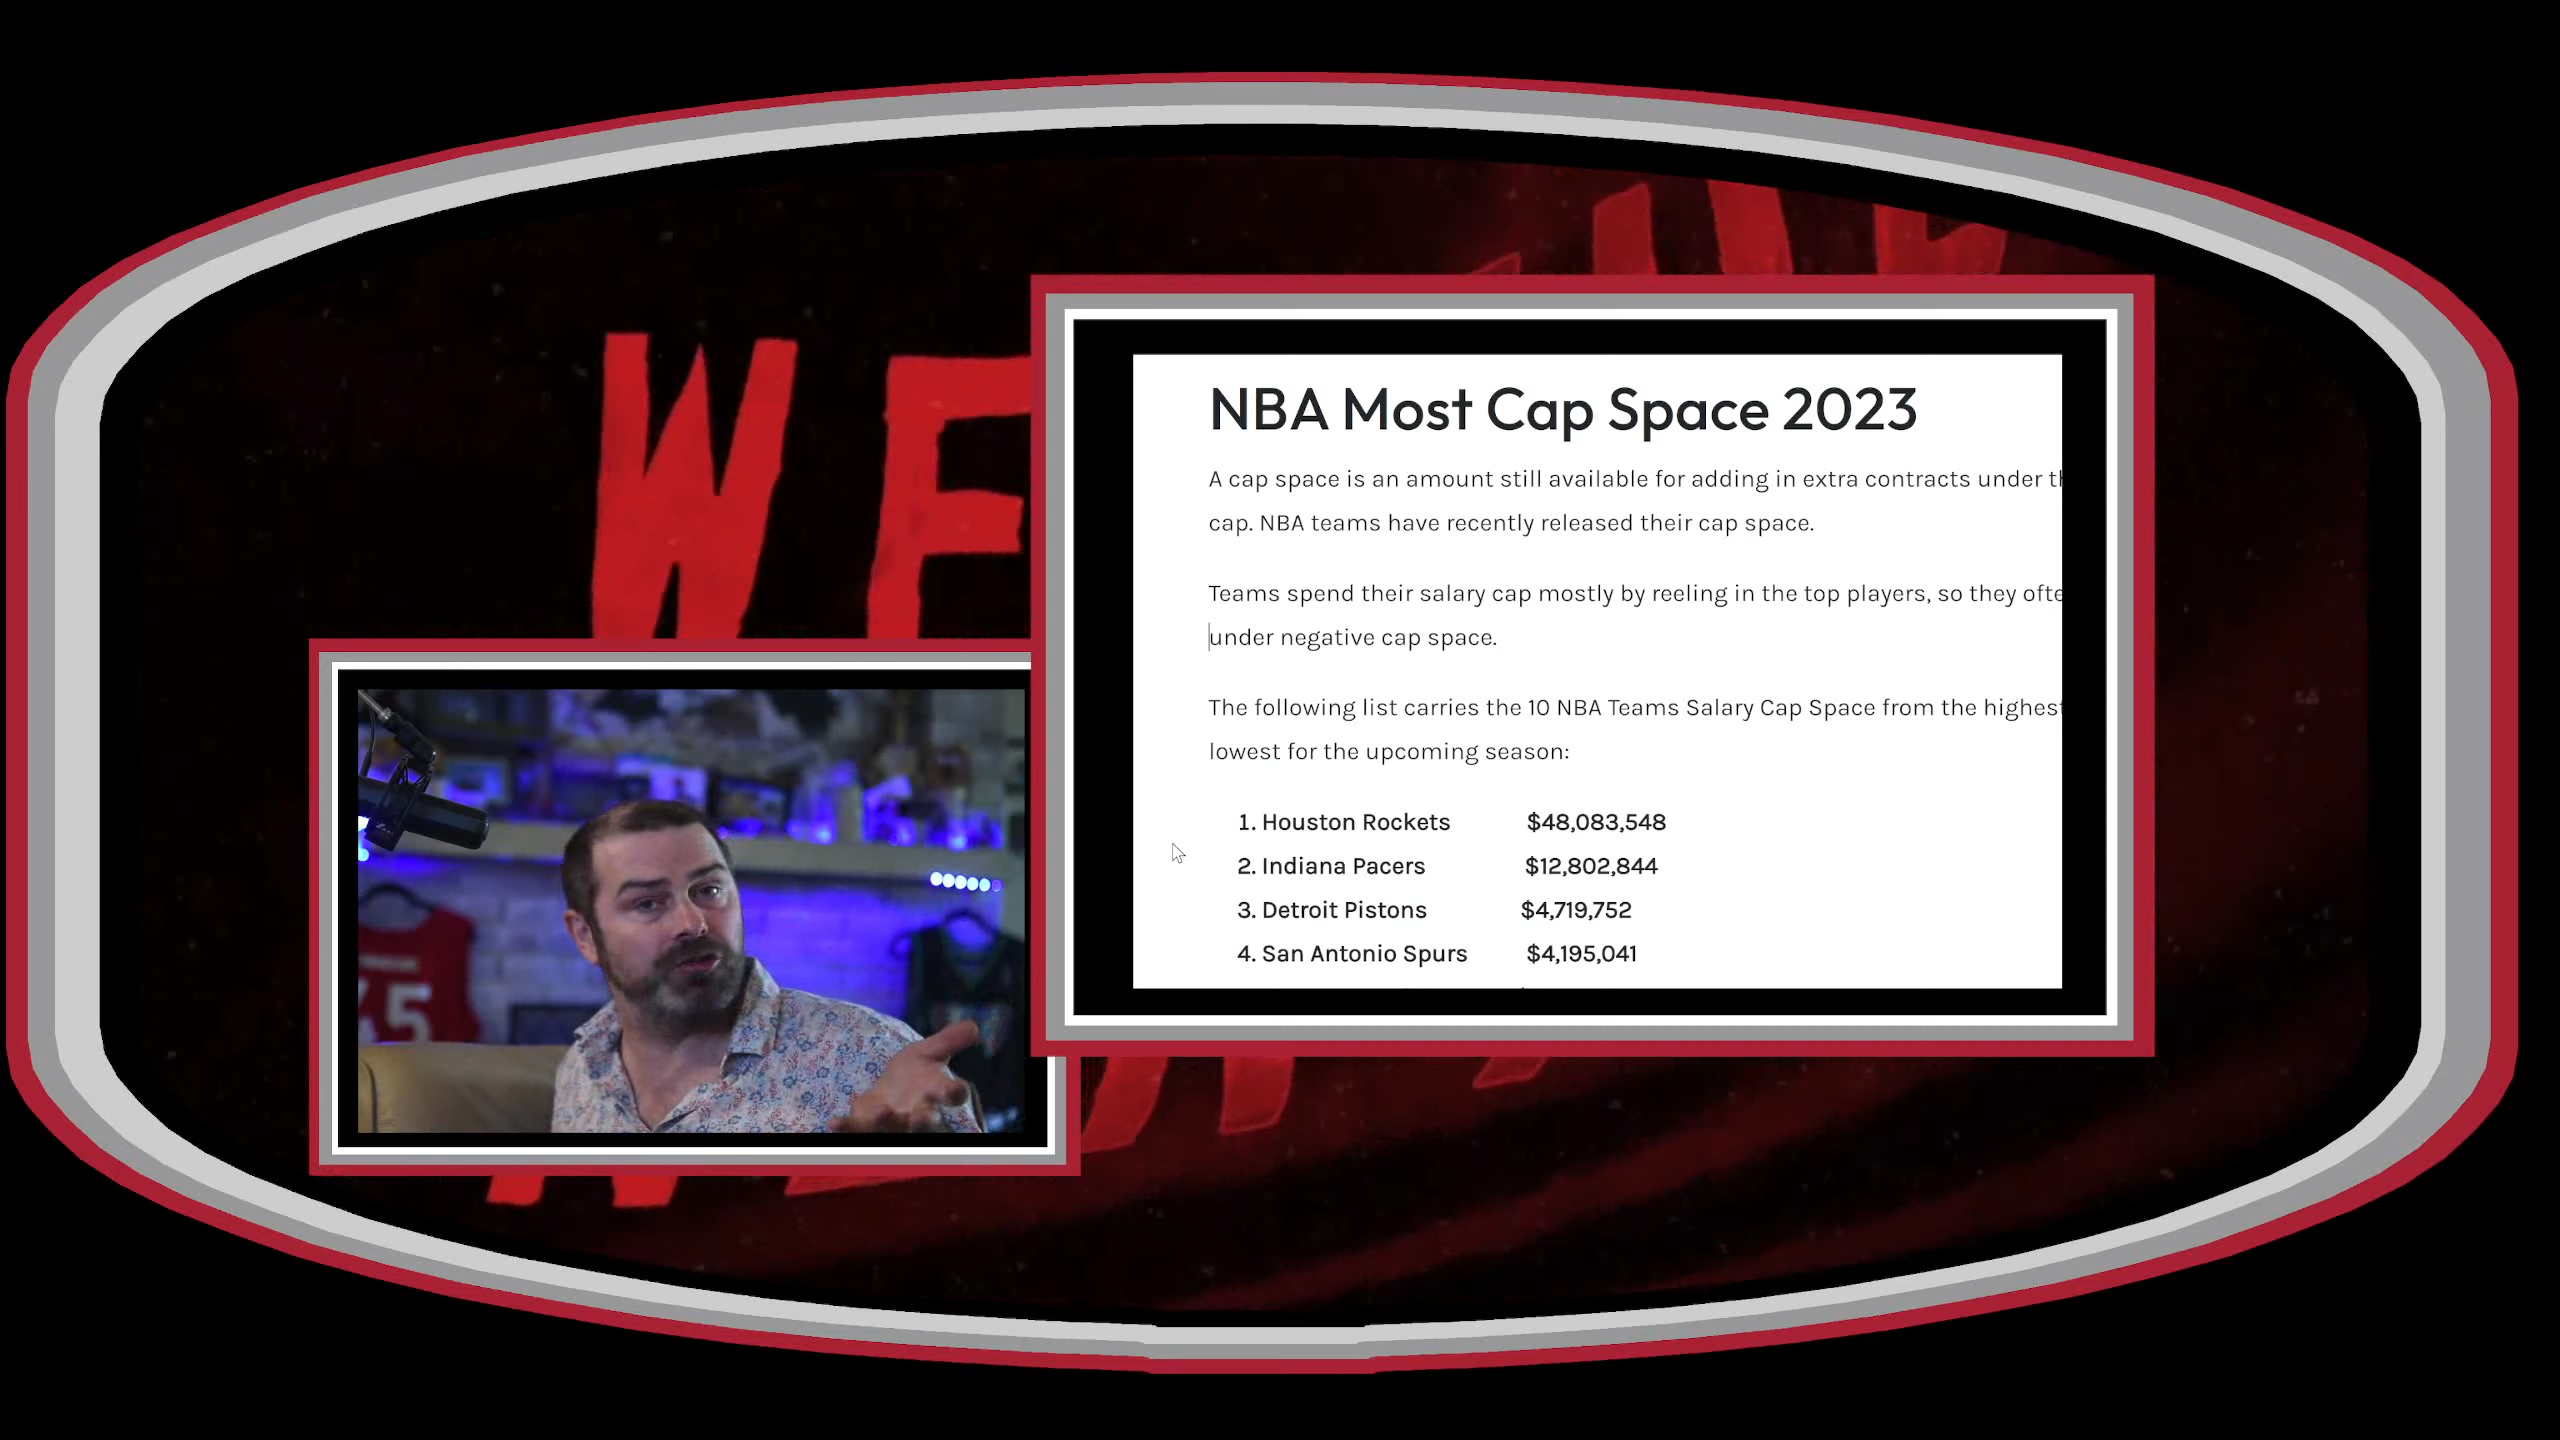 WE
NBA Most Cap Space 2023
A cap space is an amount still available for adding in extra contracts under
cap. NBA teams have recently released their cap space.
Teams spend their salary cap mostly by reeling in the top players, so they
under negative cap space.
The following list carries the 10 NBA Teams Salary Cap Space from the highest
lowest for the upcoming season:
1. Houston Rockets $48,083,548
2. Indiana Pacers $12,802,844
3. Detroit Pistons $4,719,752
4. San Antonio Spurs $4,195,041